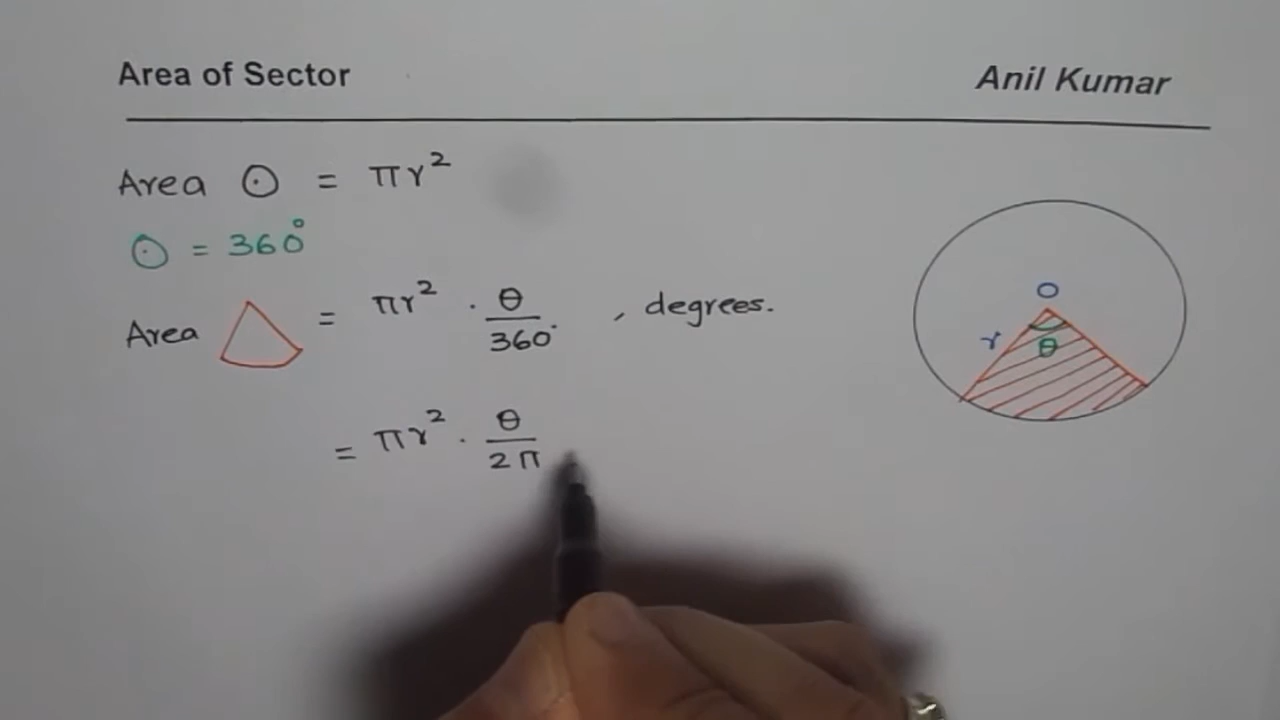 Area of Sector
Anil Kumar
Area ⊙ = πr²
⊙ = 360°
Area = πr² · θ/360° , degrees.
= πr² · θ/2π
O
r
θ